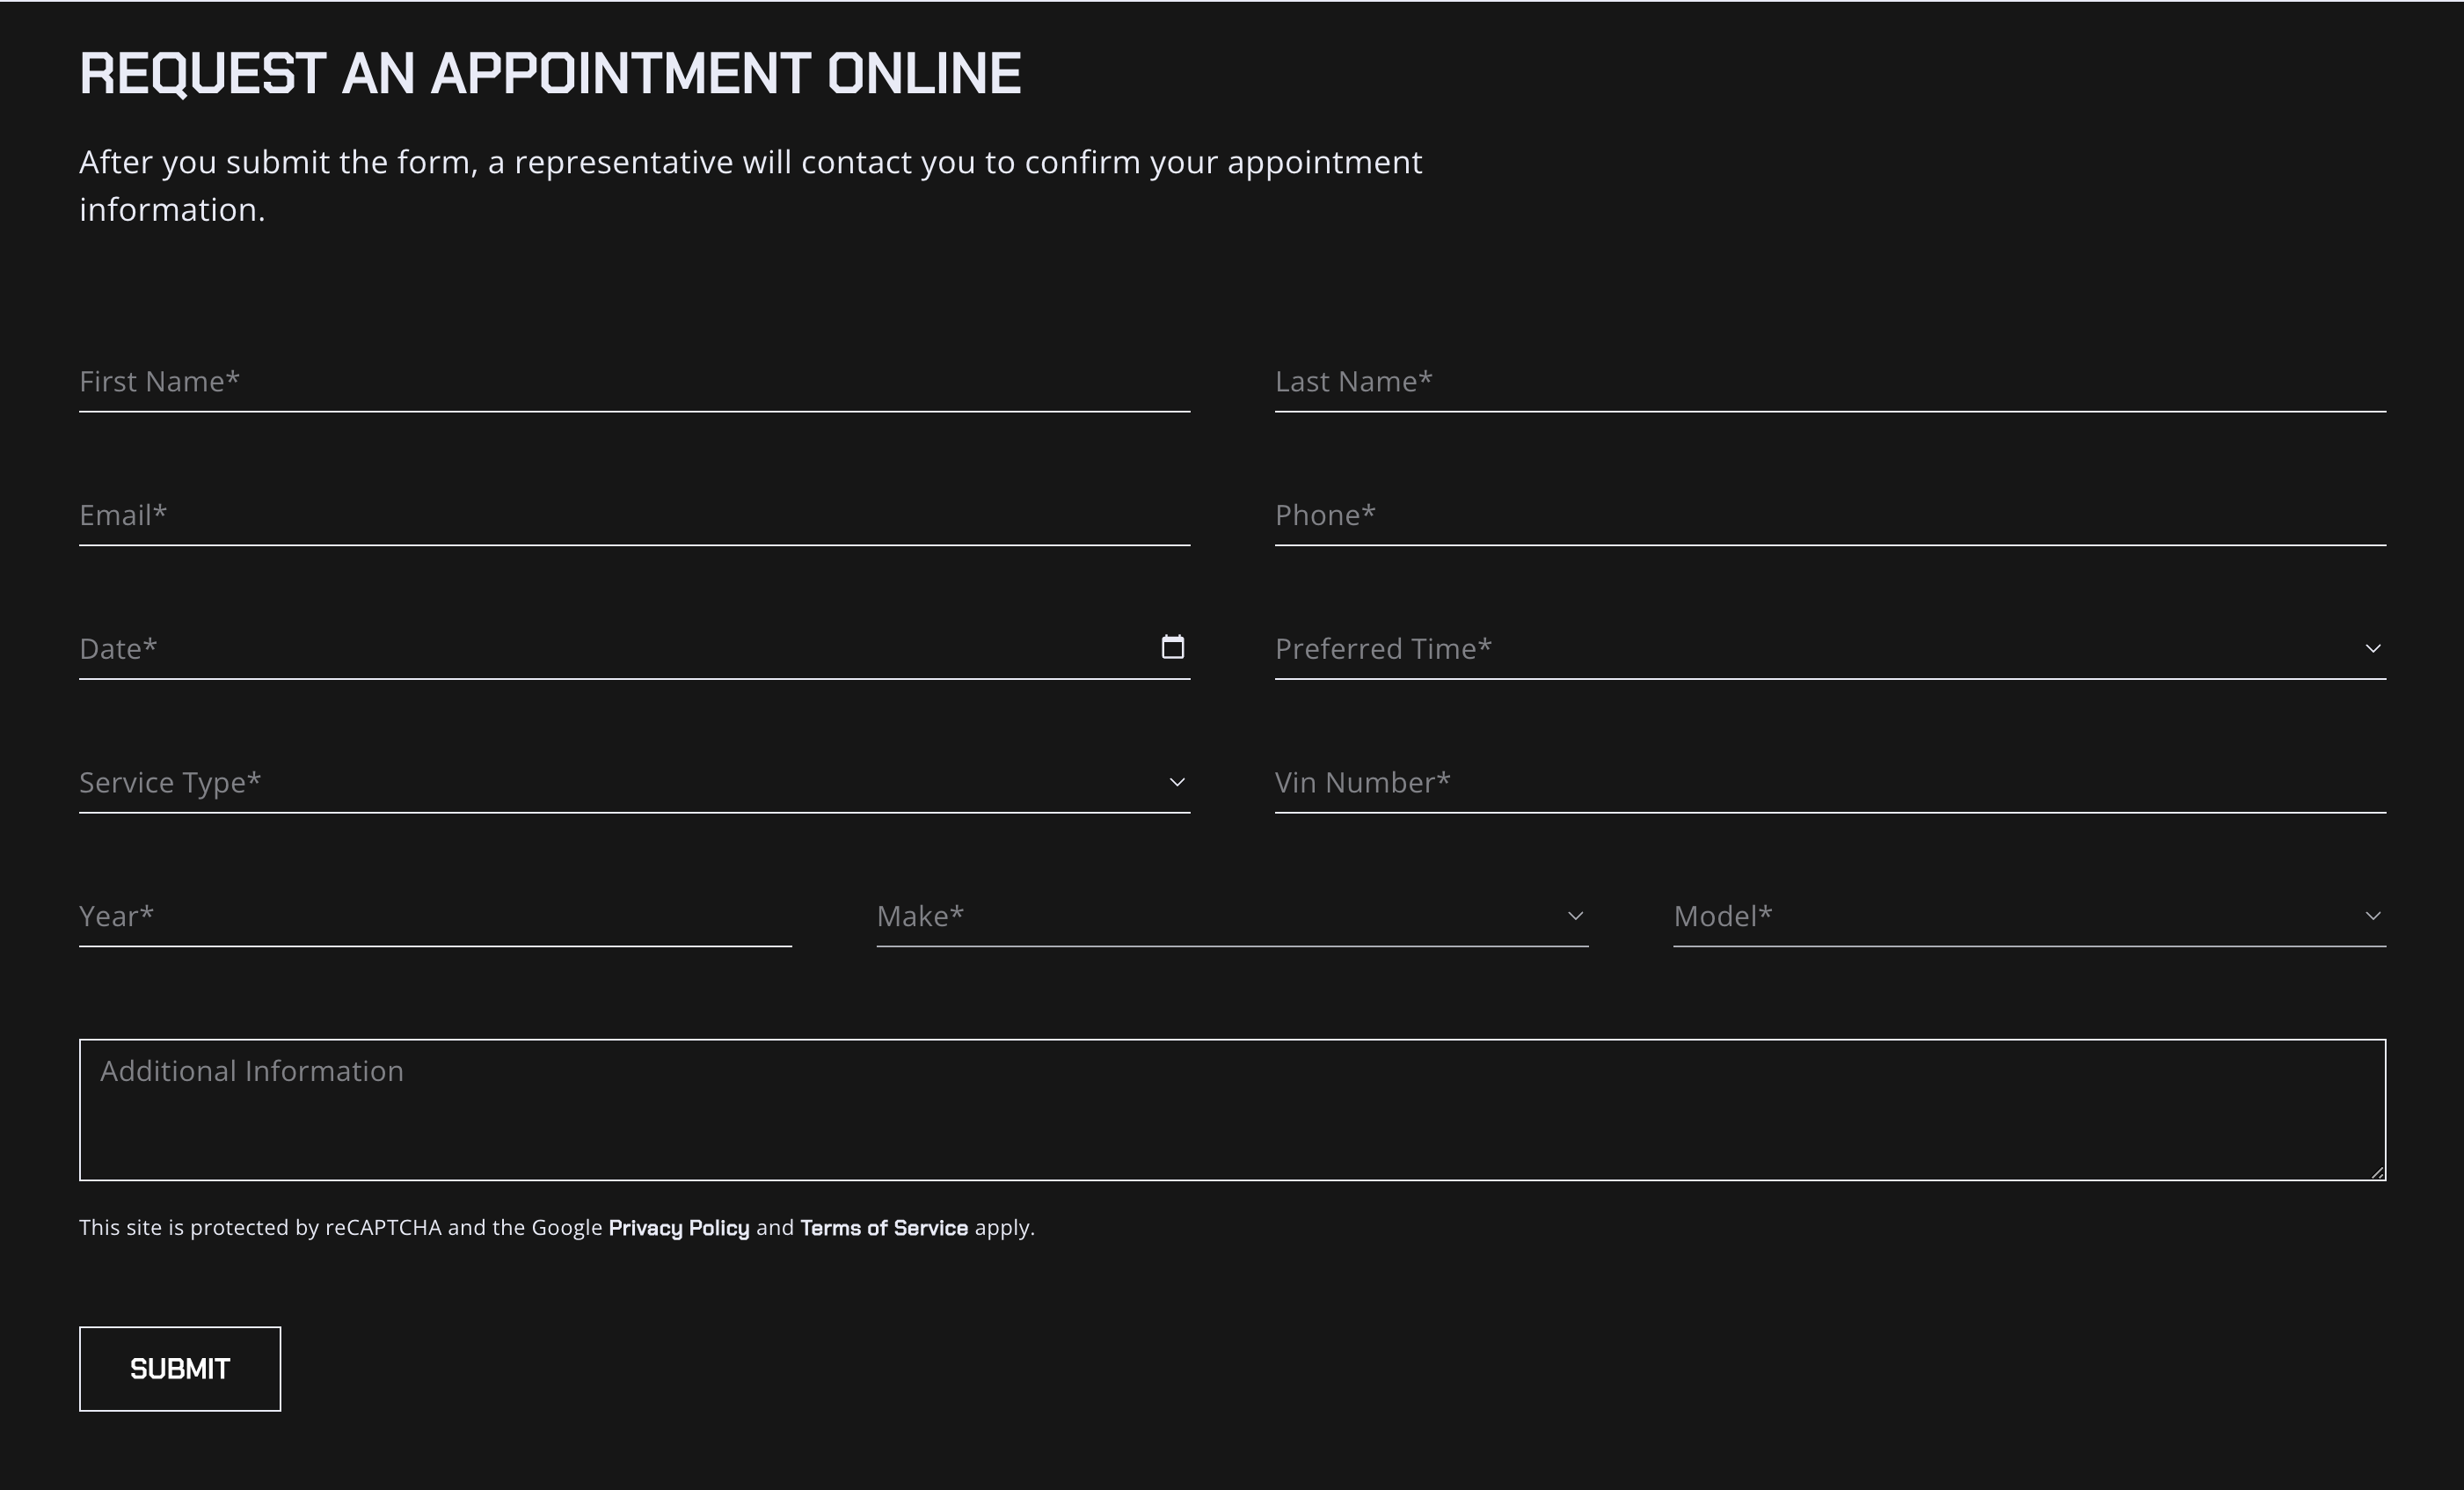 REQUEST AN APPOINTMENT ONLINE
After you submit the form, a representative will contact you to confirm your appointment
information.
First Name*
Last Name*
Email*
Phone*
Date*
Preferred Time*
Service Type*
Vin Number*
Year*
Make*
Model*
Additional Information
This site is protected by reCAPTCHA and the Google Privacy Policy and Terms of Service apply.
SUBMIT